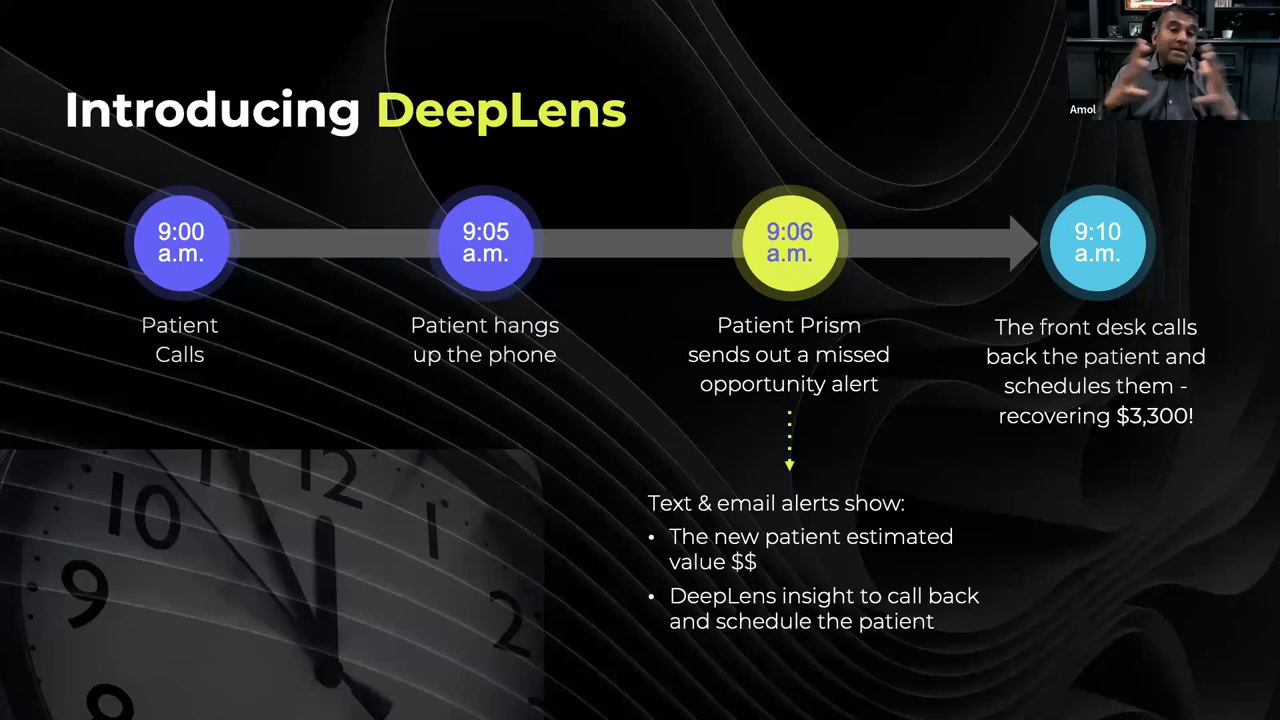 Amol
Introducing DeepLens
9:00
a.m.
9:05
a.m.
9:06
a.m.
9:10
a.m.
Patient
Calls
Patient hangs
up the phone
Patient Prism
sends out a missed
opportunity alert
The front desk calls
back the patient and
schedules them -
recovering $3,300!
Text & email alerts show:
• The new patient estimated
value $$
• DeepLens insight to call back
and schedule the patient
11
12
1
10
9
2
8